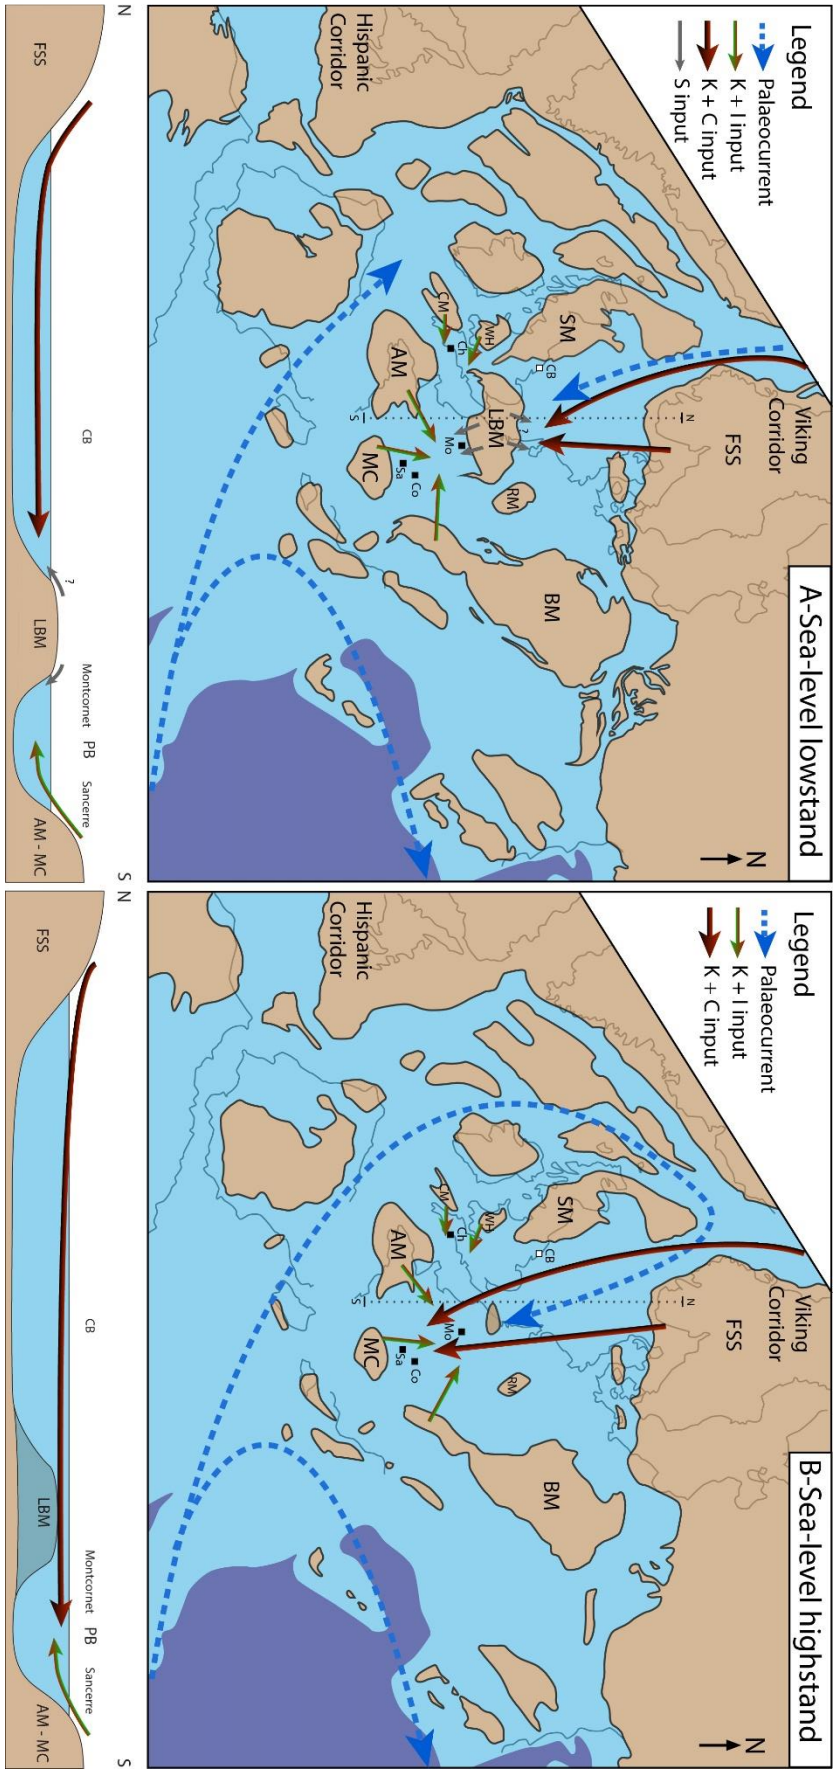 A-Sea-level lowstand
Legend
Palaeocurrent
K + I input
K + C input
S input
Viking
Corridor
FSS
N
N
SM
CB
WH
CM
Ch
LBM
?
RM
BM
Mo
AM
S
MC
Co
Sa
Hispanic
Corridor
N
S
FSS
CB
?
LBM
Montcornet
PB
Sancerre
AM - MC
B-Sea-level highstand
Legend
Palaeocurrent
K + I input
K + C input
Viking
Corridor
FSS
N
N
SM
CB
WH
CM
Ch
RM
BM
Mo
AM
S
MC
Co
Sa
Hispanic
Corridor
N
S
FSS
CB
LBM
Montcornet
PB
Sancerre
AM - MC